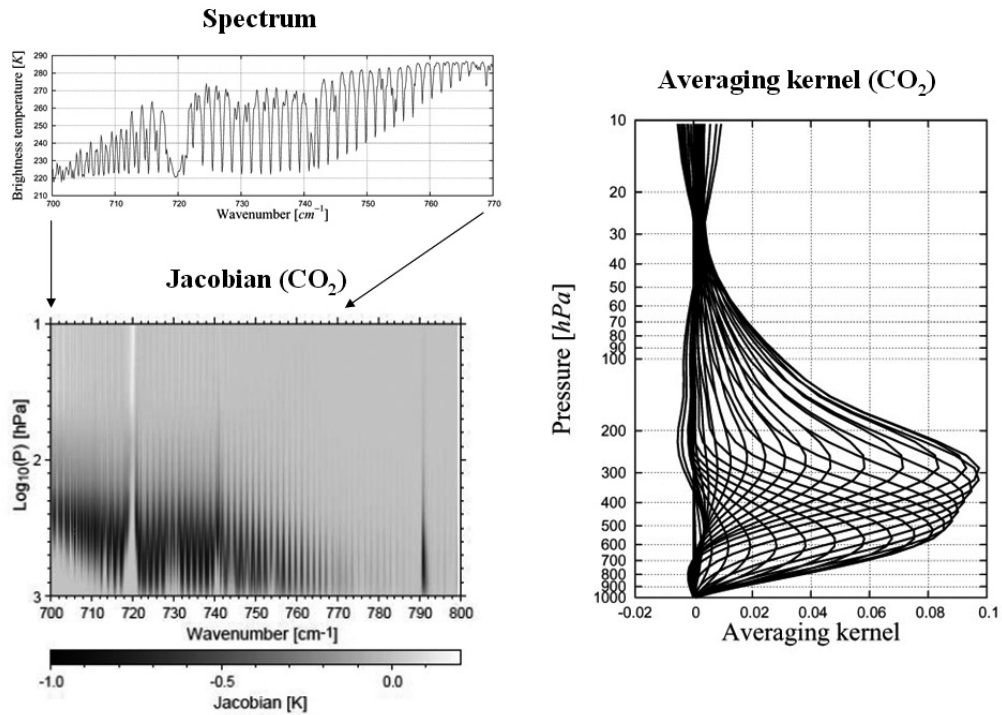 Spectrum
Brightness temperature [K]
290
280
270
260
250
240
230
220
210
700 710 720 730 740 750 760 770
Wavenumber [cm⁻¹]
Jacobian (CO₂)
Log₁₀(P) [hPa]
1
2
3
700 710 720 730 740 750 760 770 780 790 800
Wavenumber [cm-1]
-1.0 -0.5 0.0
Jacobian [K]
Averaging kernel (CO₂)
Pressure [hPa]
10
20
30
40
50
60
70
80
90
100
200
300
400
500
600
700
800
900
1000
-0.02 0 0.02 0.04 0.06 0.08 0.1
Averaging kernel